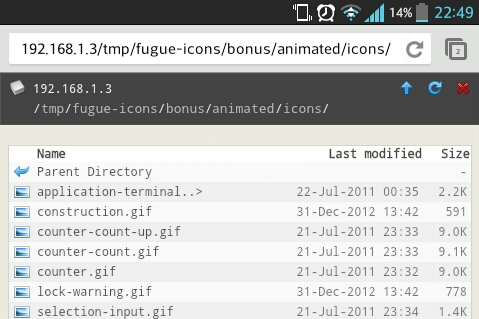 14% 22:49
192.168.1.3/tmp/fugue-icons/bonus/animated/icons/ 2
192.168.1.3
/tmp/fugue-icons/bonus/animated/icons/
Name Last modified Size
Parent Directory -
application-terminal..> 22-Jul-2011 00:35 2.2K
construction.gif 31-Dec-2012 13:42 591
counter-count-up.gif 21-Jul-2011 23:33 9.0K
counter-count.gif 21-Jul-2011 23:33 9.1K
counter.gif 21-Jul-2011 23:32 9.0K
lock-warning.gif 31-Dec-2012 13:42 778
selection-input.gif 21-Jul-2011 23:34 1.4K